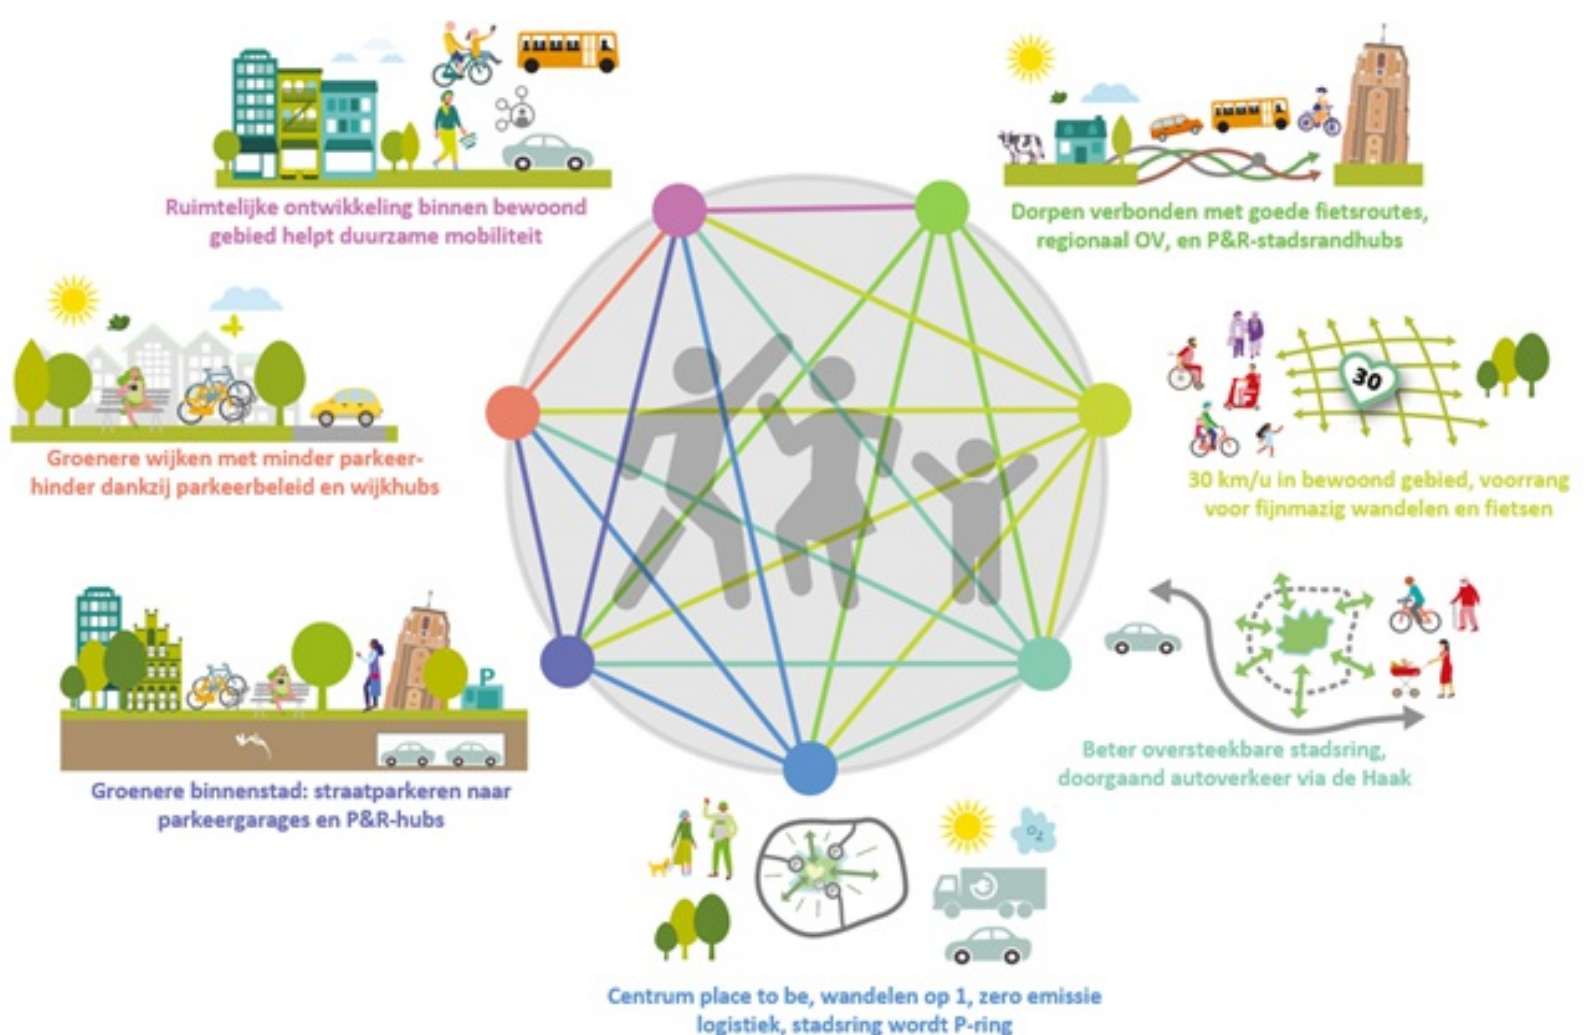 Ruimtelijke ontwikkeling binnen bewoond
gebied helpt duurzame mobiliteit
Dorpen verbonden met goede fietsroutes,
regionaal OV, en P&R-stadsrandhubs
Groenere wijken met minder parkeer-
hinder dankzij parkeerbeleid en wijkhubs
30
30 km/u in bewoond gebied, voorrang
voor fijnmazig wandelen en fietsen
P
Groenere binnenstad: straatparkeren naar
parkeergarages en P&R-hubs
Beter oversteekbare stadsring,
doorgaand autoverkeer via de Haak
P
P
P
O₂
Centrum place to be, wandelen op 1, zero emissie
logistiek, stadsring wordt P-ring